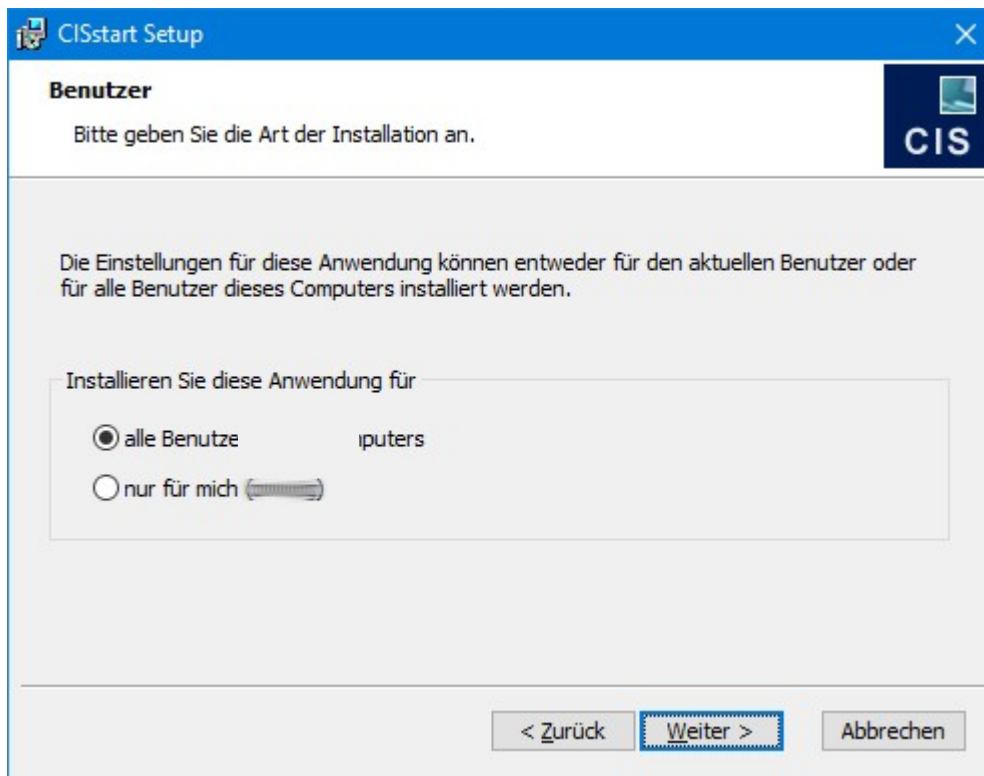 CISstart Setup
Benutzer
Bitte geben Sie die Art der Installation an.
CIS
Die Einstellungen für diese Anwendung können entweder für den aktuellen Benutzer oder
für alle Benutzer dieses Computers installiert werden.
Installieren Sie diese Anwendung für
alle Benutze puters
nur für mich
< Zurück Weiter > Abbrechen